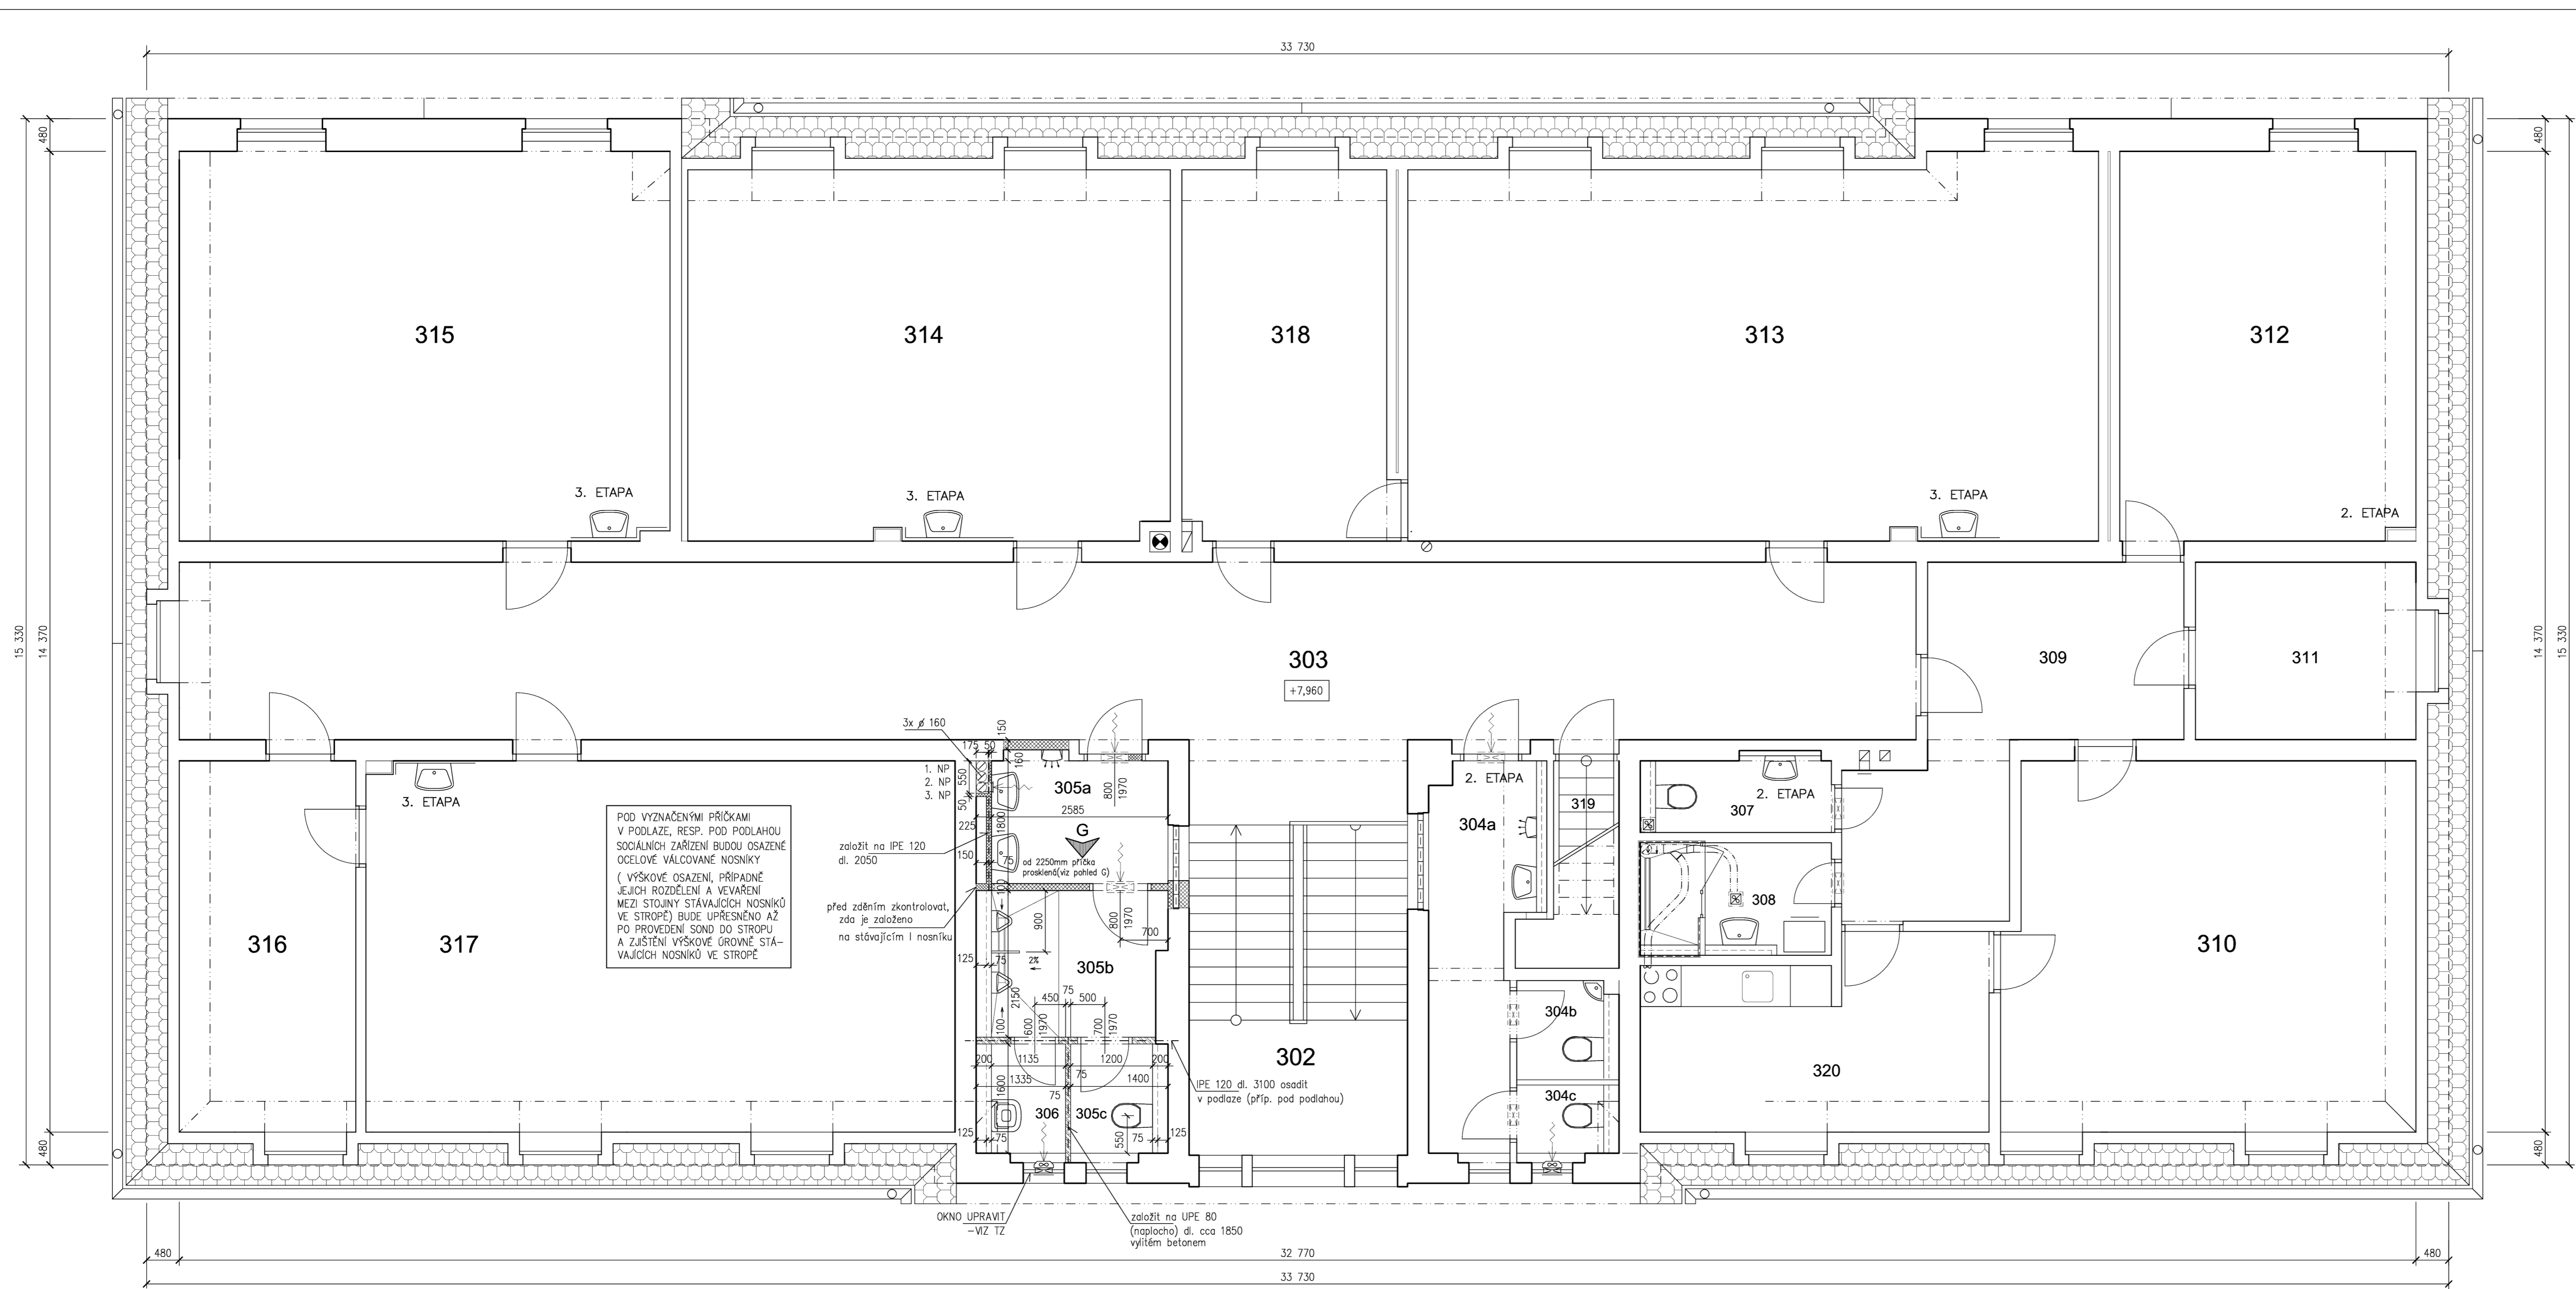 33 730
480
480
15 330
14 370
14 370
15 330
315
314
318
313
312
3. ETAPA
3. ETAPA
3. ETAPA
2. ETAPA
303
+7,960
309
311
3x ø 160
150
175 50
160
1. NP
2. NP
3. NP
550
50
305a
800
1970
2585
225
1800
G
150
75
od 2250mm příčka
prosklená(viz pohled G)
založit na IPE 120
dl. 2050
100
před zděním zkontrolovat,
zda je založeno
na stávajícím I nosníku
900
800
1970
700
125
75
2%
305b
2150
75
450
500
100
600
1970
700
1970
200
1135
1200
200
1335
75
1400
1600
75
306
305c
125
75
550
75
125
IPE 120 dl. 3100 osadit
v podlaze (příp. pod podlahou)
3. ETAPA
POD VYZNAČENÝMI PŘÍČKAMI
V PODLAZE, RESP. POD PODLAHOU
SOCIÁLNÍCH ZAŘÍZENÍ BUDOU OSAZENÉ
OCELOVÉ VÁLCOVANÉ NOSNÍKY
( VÝŠKOVÉ OSAZENÍ, PŘÍPADNĚ
JEJICH ROZDĚLENÍ A VEVAŘENÍ
MEZI STOJINY STÁVAJÍCÍCH NOSNÍKŮ
VE STROPĚ) BUDE UPŘESNĚNO AŽ
PO PROVEDENÍ SOND DO STROPU
A ZJIŠTĚNÍ VÝŠKOVÉ ÚROVNĚ STÁ-
VAJÍCÍCH NOSNÍKŮ VE STROPĚ
316
317
302
2. ETAPA
304a
319
304b
304c
2. ETAPA
307
308
320
310
480
480
OKNO UPRAVIT
-VIZ TZ
založit na UPE 80
(naplocho) dl. cca 1850
vylitém betonem
480
32 770
480
33 730